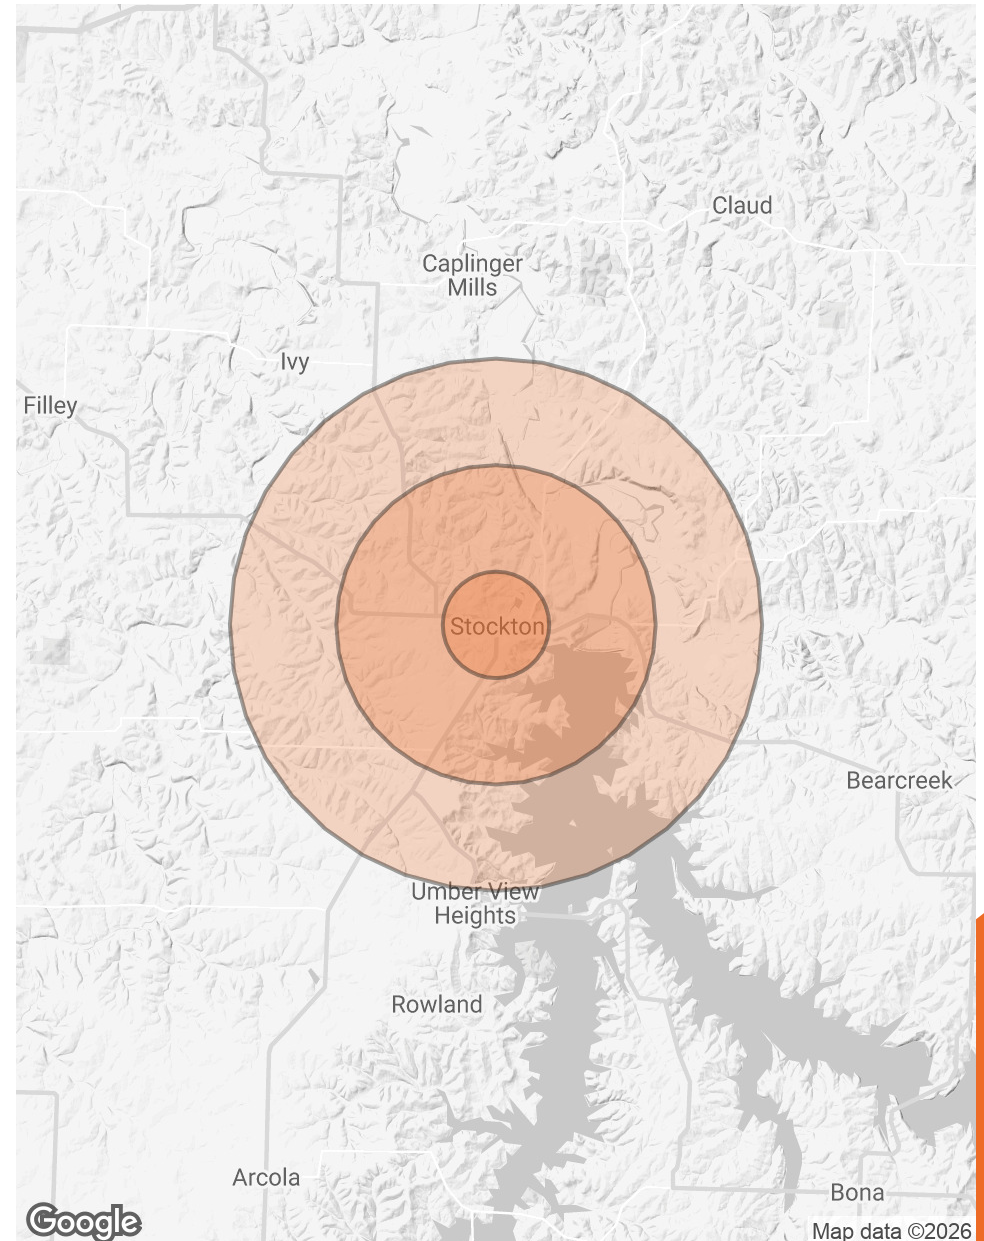 Claud
Caplinger
Mills
Ivy
Filley
Stockton
Bearcreek
Umber View
Heights
Rowland
Arcola
Bona
Google
Map data ©2026